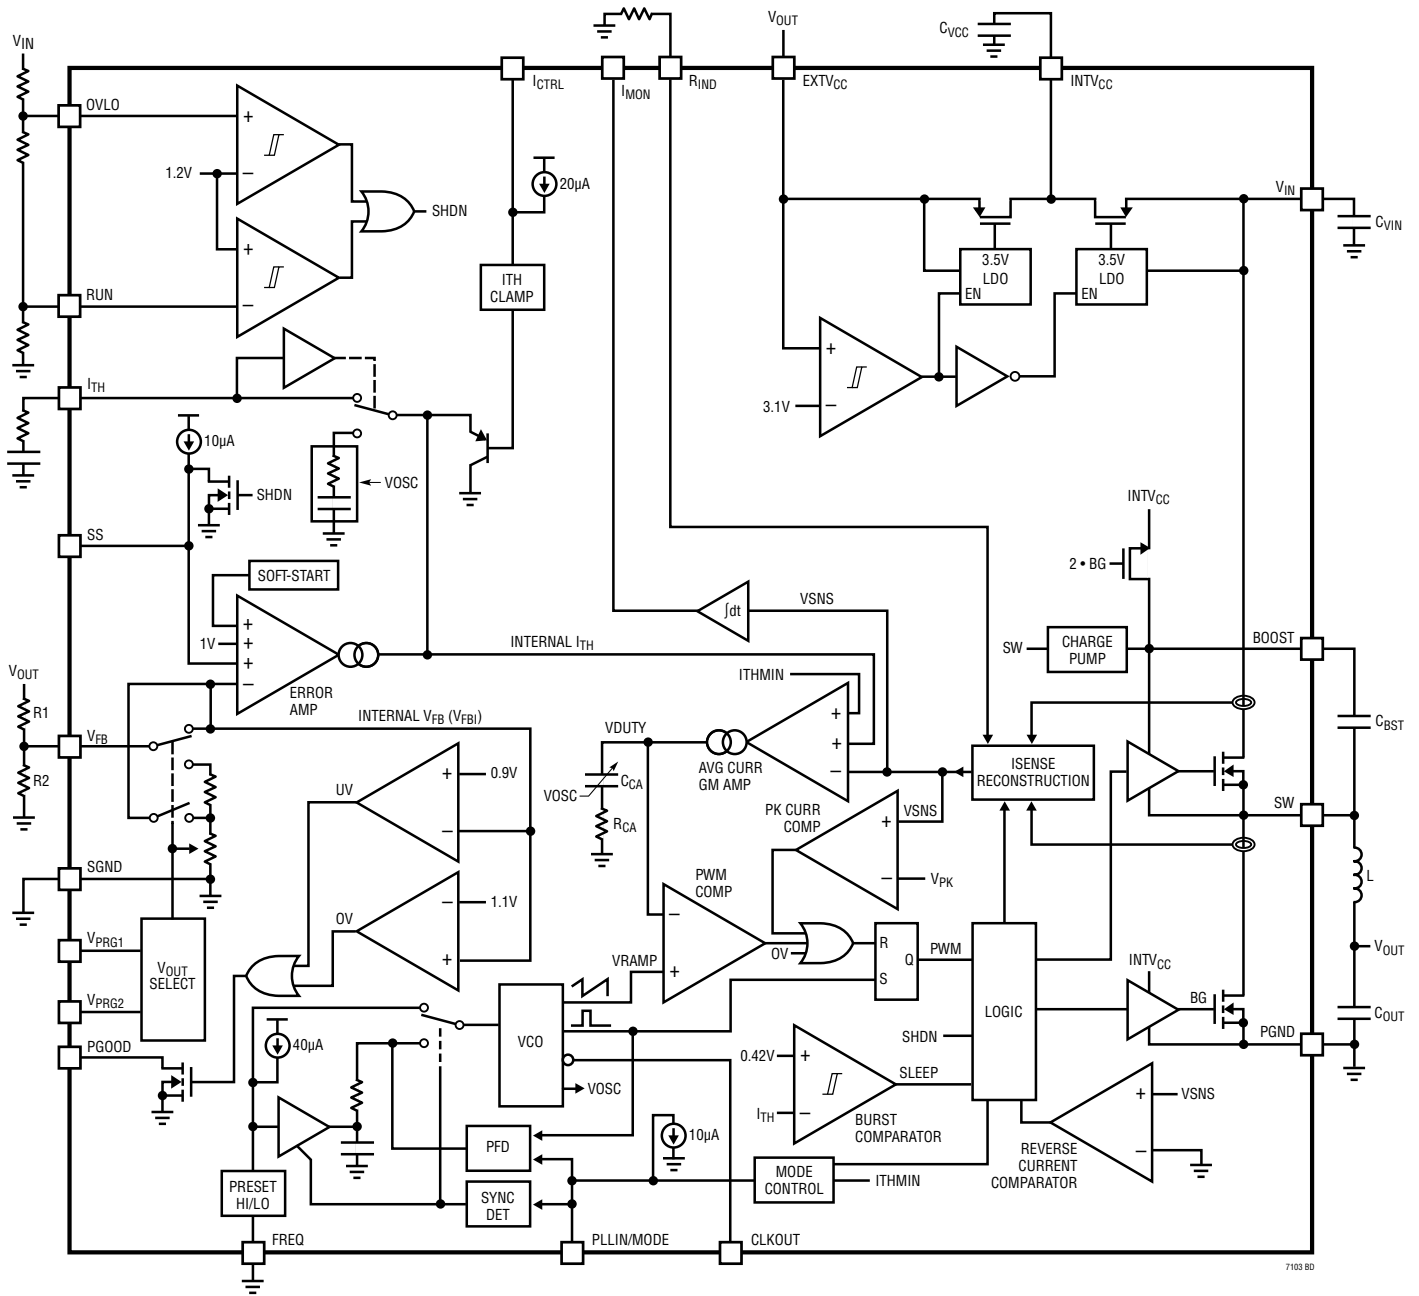 VIN
OVLO
+
1.2V
−
+
−
SHDN
RUN
ICTRL
20µA
ITH
CLAMP
IMON
RIND
VOUT
EXTVCC
CVCC
INTVCC
VIN
CVIN
3.5V
LDO
EN
3.5V
LDO
EN
+
3.1V
−
ITH
10µA
SHDN
VOSC
SS
SOFT-START
+
1V
+
+
−
ERROR
AMP
INTERNAL ITH
∫dt
VSNS
INTVCC
2 • BG
SW
CHARGE
PUMP
BOOST
CBST
VOUT
R1
VFB
R2
INTERNAL VFB (VFBI)
ITHMIN
+
+
−
AVG CURR
GM AMP
VDUTY
CCA
VOSC
RCA
ISENSE
RECONSTRUCTION
SW
UV
+
0.9V
−
OV
−
1.1V
+
PK CURR
COMP
+
VSNS
−
VPK
L
SGND
VPRG1
VOUT
SELECT
VPRG2
PGOOD
PWM
COMP
−
VRAMP
+
OV
R
Q
S
PWM
LOGIC
INTVCC
BG
VOUT
COUT
PGND
VCO
VOSC
40µA
SHDN
0.42V
+
SLEEP
ITH
−
BURST
COMPARATOR
+
VSNS
−
REVERSE
CURRENT
COMPARATOR
PFD
10µA
SYNC
DET
MODE
CONTROL
ITHMIN
PRESET
HI/LO
FREQ
PLLIN/MODE
CLKOUT
7103 BD